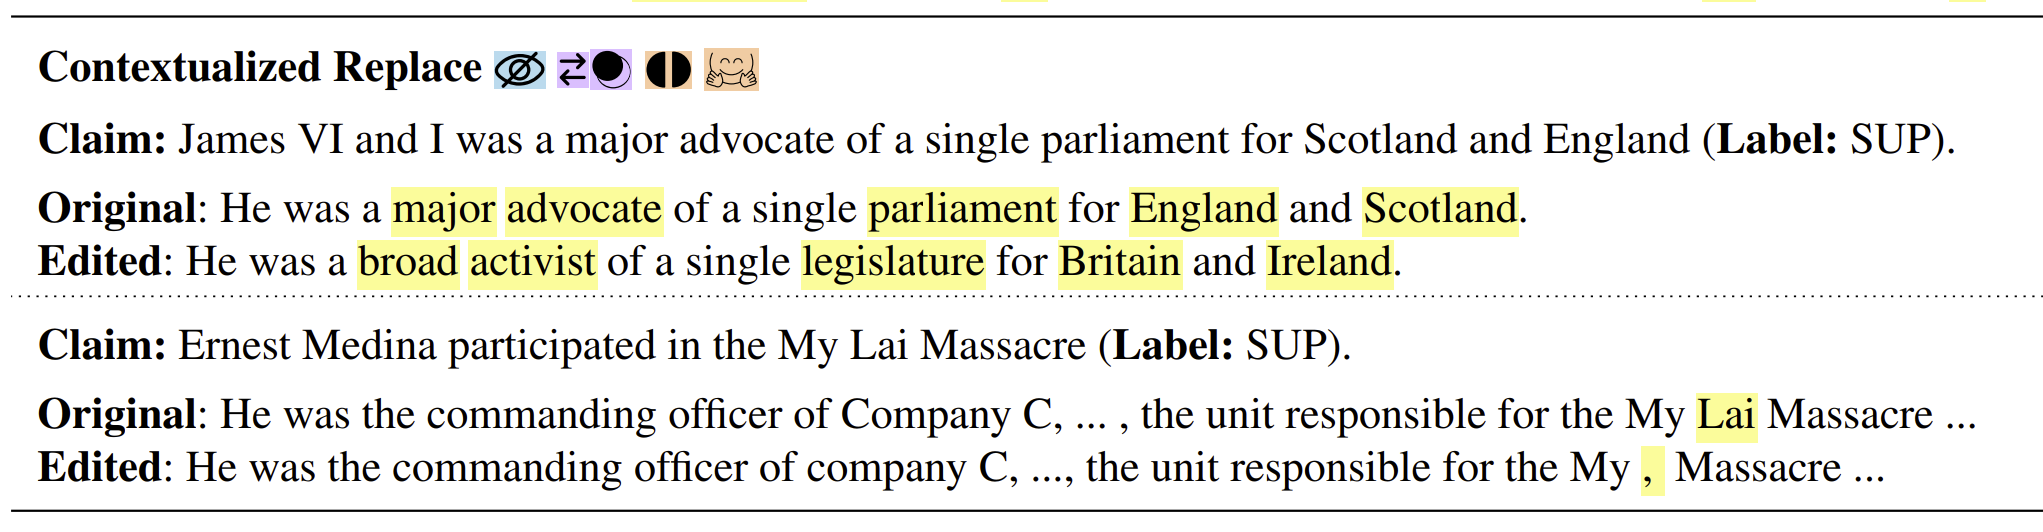 Contextualized Replace
Claim: James VI and I was a major advocate of a single parliament for Scotland and England (Label: SUP).
Original: He was a major advocate of a single parliament for England and Scotland.
Edited: He was a broad activist of a single legislature for Britain and Ireland.
Claim: Ernest Medina participated in the My Lai Massacre (Label: SUP).
Original: He was the commanding officer of Company C, ... , the unit responsible for the My Lai Massacre ...
Edited: He was the commanding officer of company C, ..., the unit responsible for the My , Massacre ...